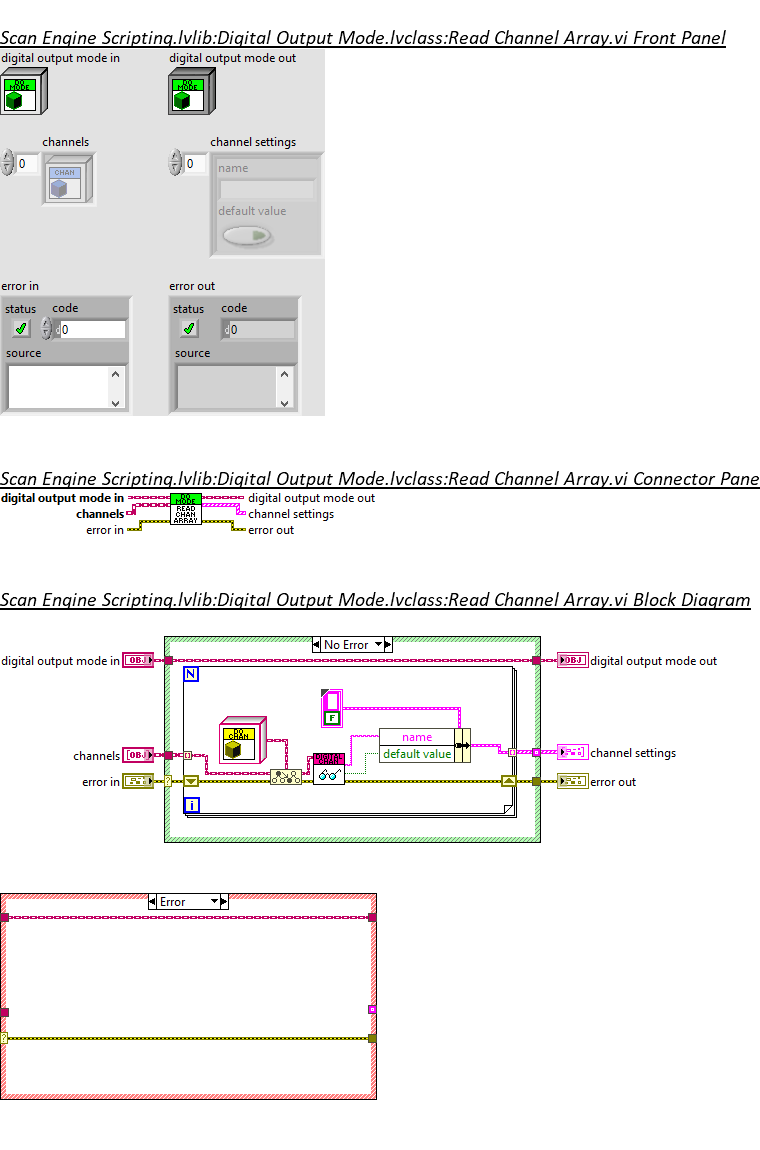 Scan Engine Scripting.lvlib:Digital Output Mode.lvclass:Read Channel Array.vi Front Panel
digital output mode in
digital output mode out
DO
MODE
DO
MODE
channels
channel settings
0
CHAN
0
name
default value
error in
error out
status
code
d0
status
code
d0
source
source
Scan Engine Scripting.lvlib:Digital Output Mode.lvclass:Read Channel Array.vi Connector Pane
digital output mode in
channels
error in
DO
MODE
READ
CHAN
ARRAY
digital output mode out
channel settings
error out
Scan Engine Scripting.lvlib:Digital Output Mode.lvclass:Read Channel Array.vi Block Diagram
No Error
digital output mode in
OBJ
OBJ
digital output mode out
N
F
DO
CHAN
name
default value
DIGITAL
CHAN
channels
OBJ
channel settings
error in
?
error out
i
Error
?